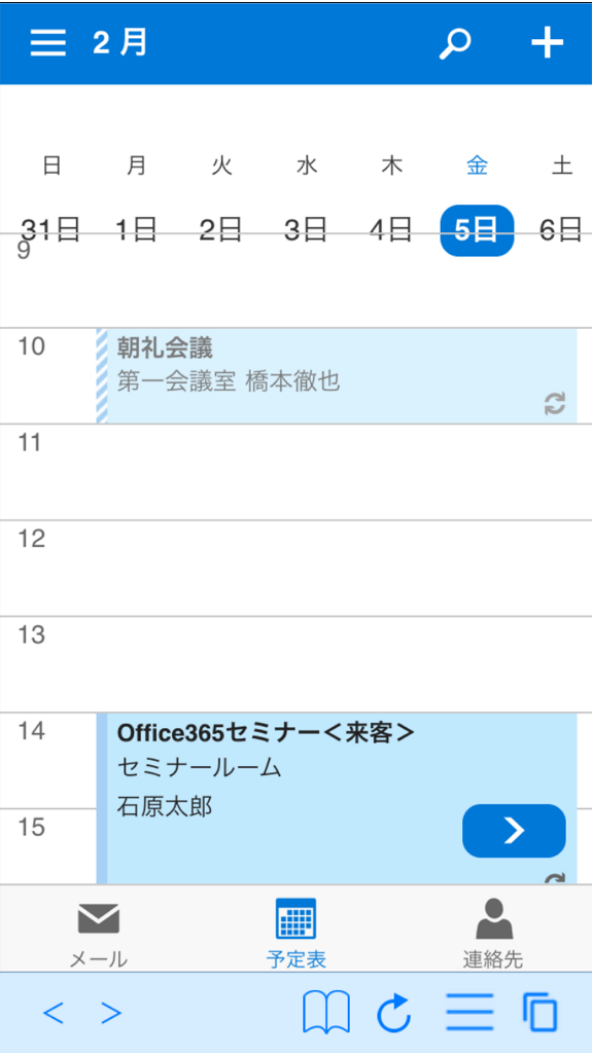 2月
日 月 火 水 木 金 土
31日 1日 2日 3日 4日 5日 6日
9
10
朝礼会議
第一会議室 橋本徹也
11
12
13
14
Office365セミナー＜来客＞
セミナールーム
石原太郎
15
メール 予定表 連絡先